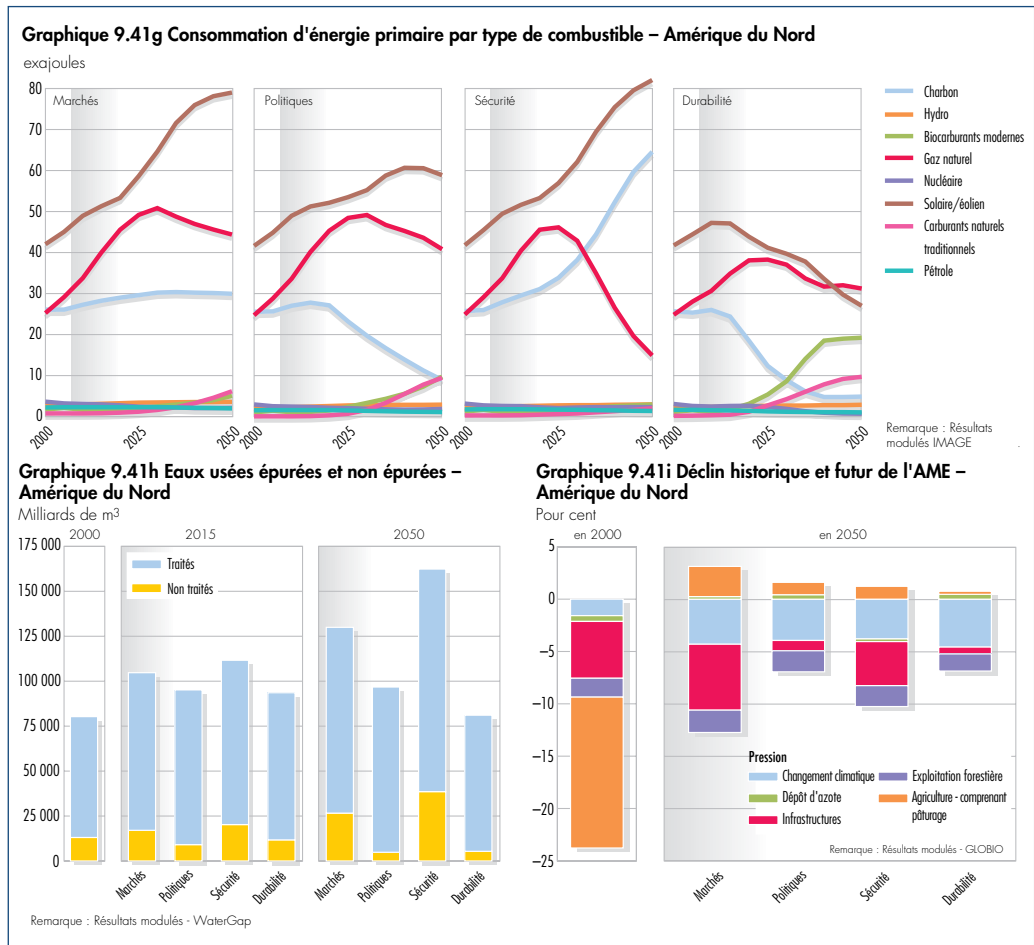 Graphique 9.41g Consommation d'énergie primaire par type de combustible – Amérique du Nord
exajoules
80
70
60
50
40
30
20
10
0
Marchés
Politiques
Sécurité
Durabilité
2000
2025
2050
2000
2025
2050
2000
2025
2050
2000
2025
2050
Charbon
Hydro
Biocarburants modernes
Gaz naturel
Nucléaire
Solaire/éolien
Carburants naturels
traditionnels
Pétrole
Remarque : Résultats
modulés IMAGE
Graphique 9.41h Eaux usées épurées et non épurées –
Amérique du Nord
Milliards de m3
2000
2015
2050
175 000
150 000
125 000
100 000
75 000
50 000
25 000
0
Traités
Non traités
Marchés
Politiques
Sécurité
Durabilité
Marchés
Politiques
Sécurité
Durabilité
Remarque : Résultats modulés - WaterGap
Graphique 9.41i Déclin historique et futur de l'AME –
Amérique du Nord
Pour cent
en 2000
en 2050
5
0
–5
–10
–15
–20
–25
Pression
Changement climatique
Dépôt d'azote
Infrastructures
Exploitation forestière
Agriculture - comprenant
pâturage
Remarque : Résultats modulés - GLOBIO
Marchés
Politiques
Sécurité
Durabilité